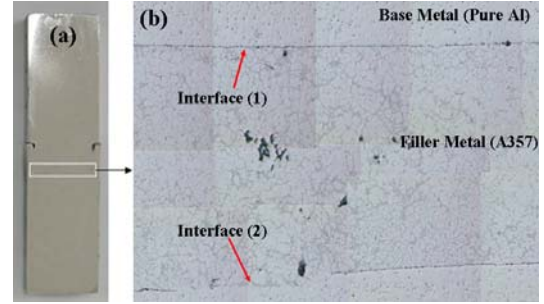 (a)
(b)
Base Metal (Pure Al)
Interface (1)
Filler Metal (A357)
Interface (2)